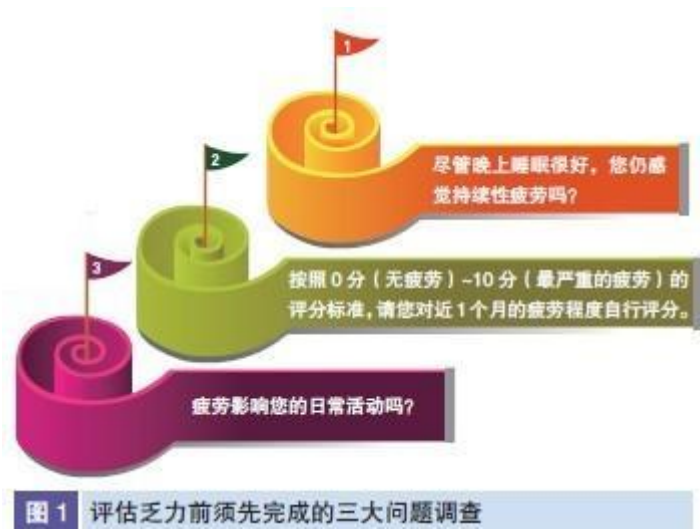 1
尽管晚上睡眠很好，您仍感
觉持续性疲劳吗？
2
按照0分（无疲劳）~10分（最严重的疲劳）的
评分标准，请您对近1个月的疲劳程度自行评分。
3
疲劳影响您的日常活动吗？
图1 评估乏力前须先完成的三大问题调查